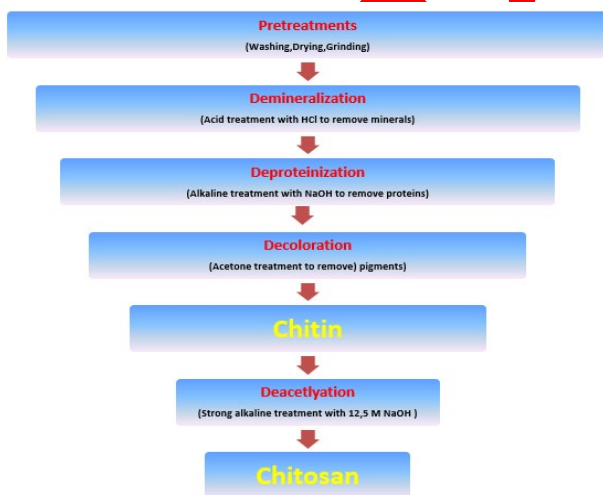 Pretreatments
(Washing,Drying,Grinding)
Demineralization
(Acid treatment with HCl to remove minerals)
Deproteinization
(Alkaline treatment with NaOH to remove proteins)
Decoloration
(Acetone treatment to remove) pigments)
Chitin
Deacetlyation
(Strong alkaline treatment with 12,5 M NaOH )
Chitosan